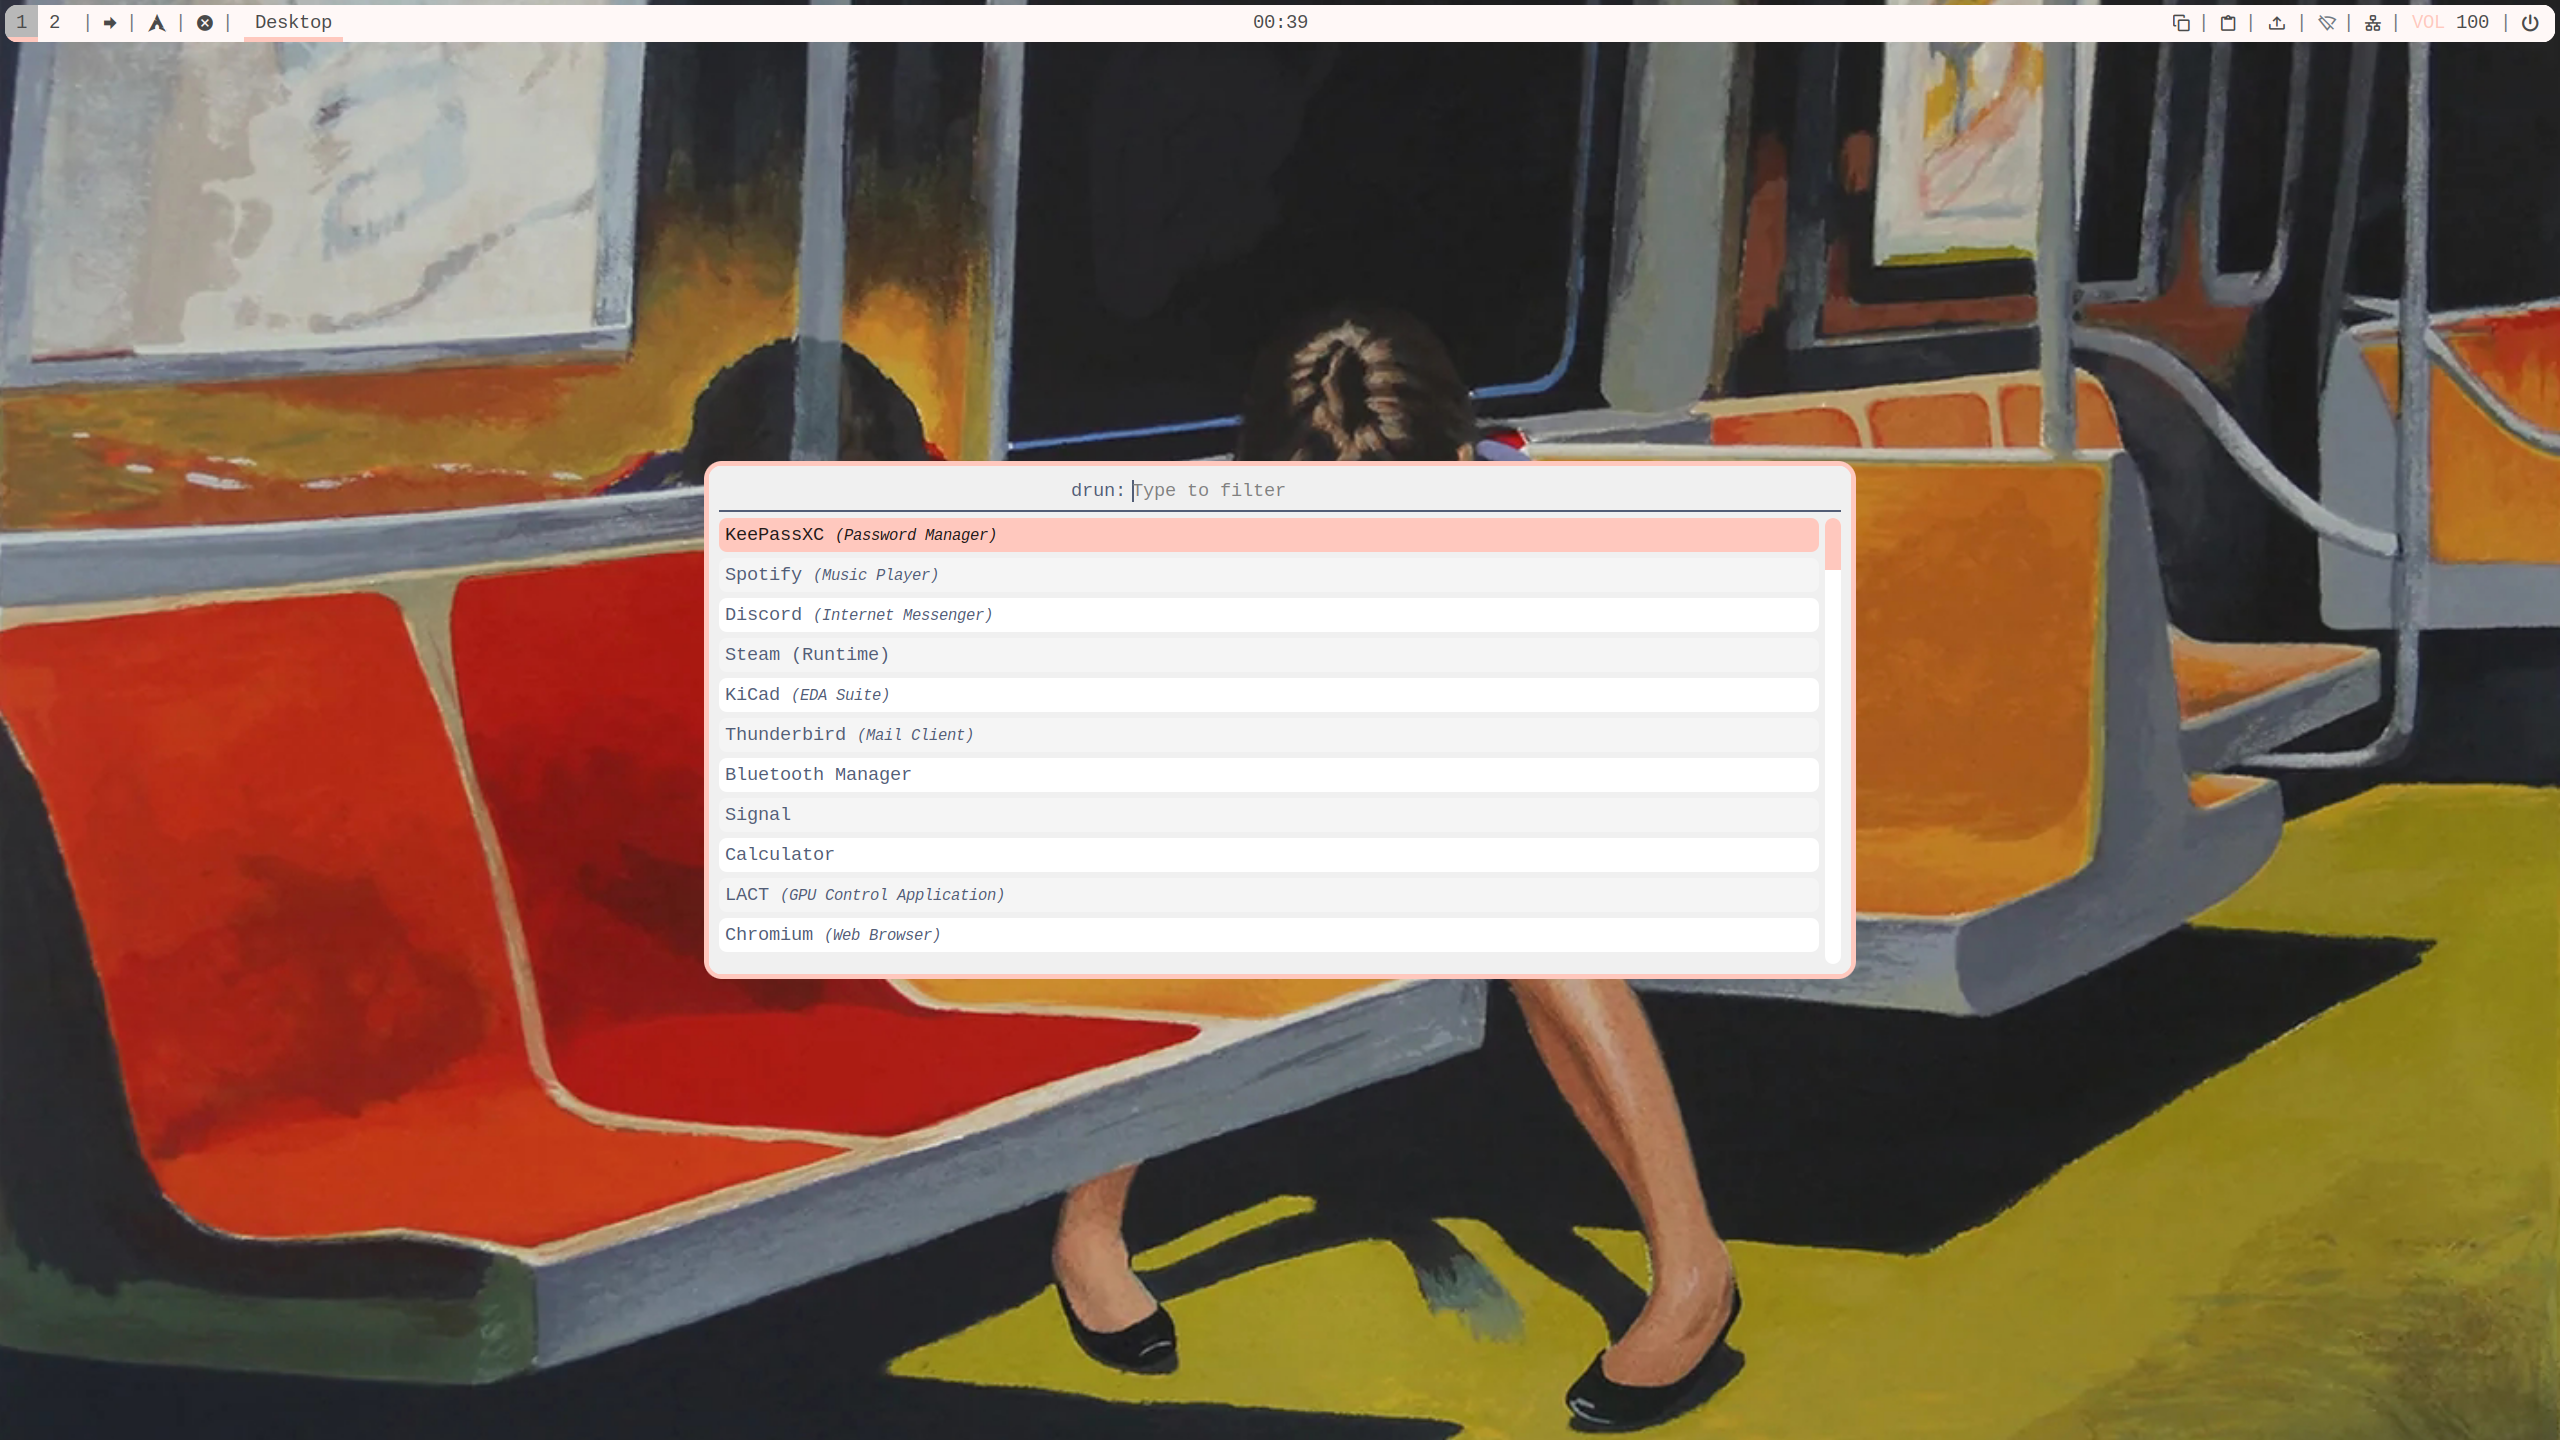 1 2 | | | | Desktop
00:39
| | | | | VOL 100 |
drun: Type to filter
KeePassXC (Password Manager)
Spotify (Music Player)
Discord (Internet Messenger)
Steam (Runtime)
KiCad (EDA Suite)
Thunderbird (Mail Client)
Bluetooth Manager
Signal
Calculator
LACT (GPU Control Application)
Chromium (Web Browser)